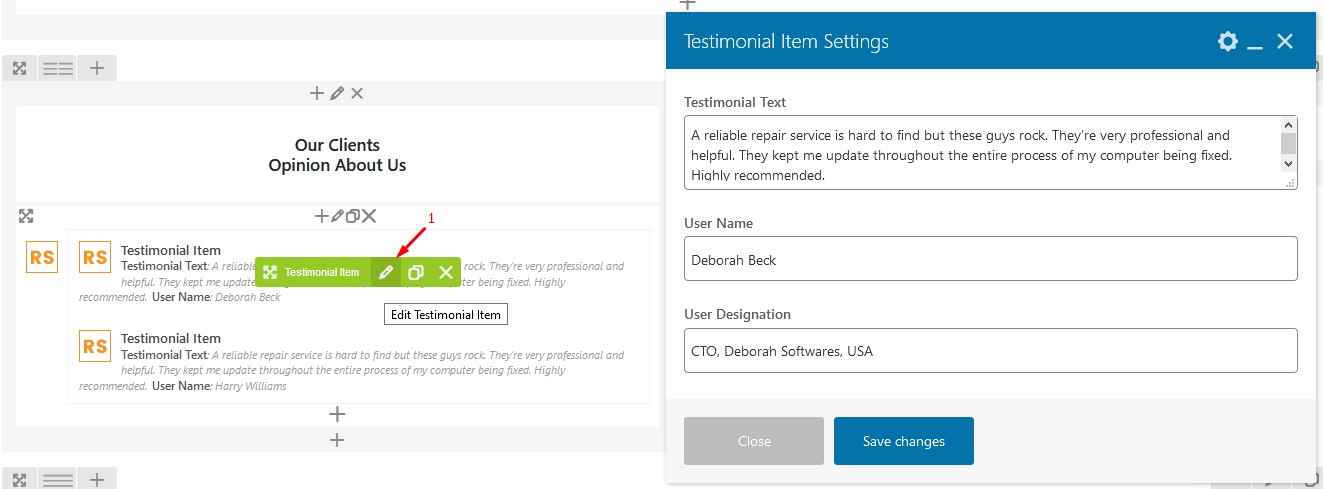 Our Clients
Opinion About Us
1
RS
RS
Testimonial Item
Testimonial Text: A reliable
rock. They're very professional and
helpful. They kept me update
computer being fixed. Highly
recommended. User Name: Deborah Beck
Testimonial Item
Edit Testimonial Item
RS
Testimonial Item
Testimonial Text: A reliable repair service is hard to find but these guys rock. They're very professional and
helpful. They kept me update throughout the entire process of my computer being fixed. Highly
recommended. User Name: Harry Williams
Testimonial Item Settings
Testimonial Text
A reliable repair service is hard to find but these guys rock. They're very professional and
helpful. They kept me update throughout the entire process of my computer being fixed.
Highly recommended.
User Name
Deborah Beck
User Designation
CTO, Deborah Softwares, USA
Close
Save changes